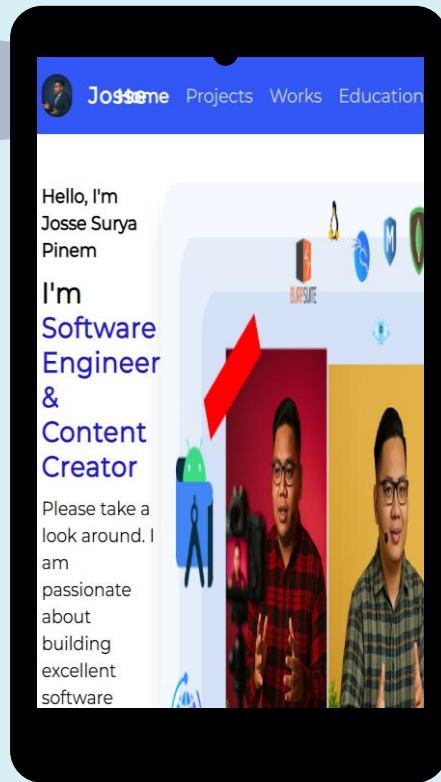 Josse Home Projects Works Education
Hello, I'm
Josse Surya
Pinem
I'm
Software
Engineer
&
Content
Creator
Please take a
look around. I
am
passionate
about
building
excellent
software
BURPSUITE
M